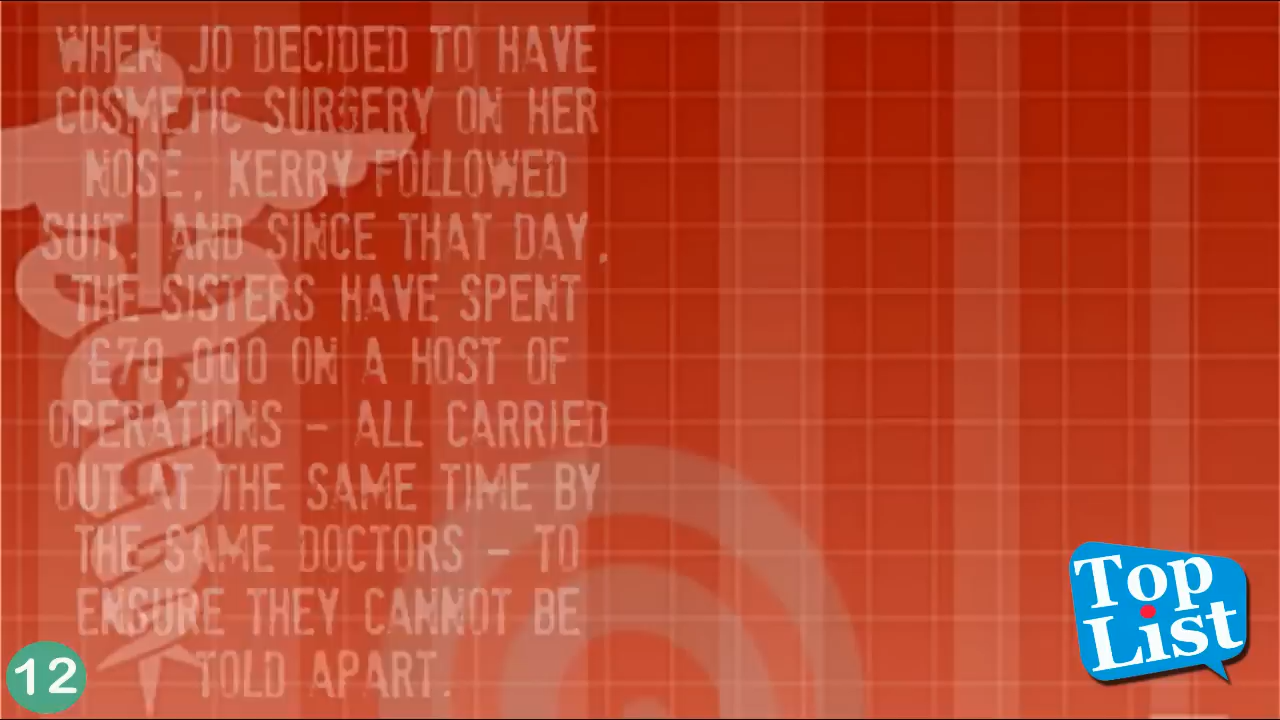 WHEN JO DECIDED TO HAVE
COSMETIC SURGERY ON HER
NOSE, KERRY FOLLOWED
SUIT. AND SINCE THAT DAY,
THE SISTERS HAVE SPENT
£70,000 ON A HOST OF
OPERATIONS – ALL CARRIED
OUT AT THE SAME TIME BY
THE SAME DOCTORS – TO
ENSURE THEY CANNOT BE
TOLD APART.
12
Top
List